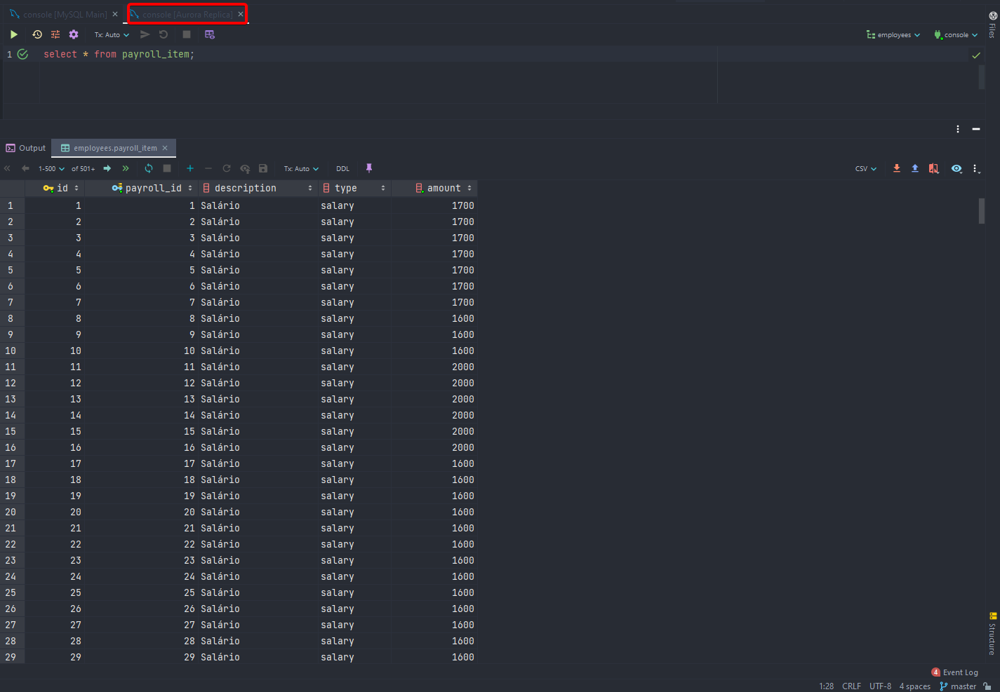 console [MySQL Main] console [Aurora Replica]
Tx: Auto employees console
1 select * from payroll_item;
Output employees.payroll_item
1-500 of 501+ Tx: Auto DDL CSV
id payroll_id description type amount
1 1 1 Salário salary 1700
2 2 2 Salário salary 1700
3 3 3 Salário salary 1700
4 4 4 Salário salary 1700
5 5 5 Salário salary 1700
6 6 6 Salário salary 1700
7 7 7 Salário salary 1700
8 8 8 Salário salary 1600
9 9 9 Salário salary 1600
10 10 10 Salário salary 1600
11 11 11 Salário salary 2000
12 12 12 Salário salary 2000
13 13 13 Salário salary 2000
14 14 14 Salário salary 2000
15 15 15 Salário salary 2000
16 16 16 Salário salary 2000
17 17 17 Salário salary 1600
18 18 18 Salário salary 1600
19 19 19 Salário salary 1600
20 20 20 Salário salary 1600
21 21 21 Salário salary 1600
22 22 22 Salário salary 1600
23 23 23 Salário salary 1600
24 24 24 Salário salary 1600
25 25 25 Salário salary 1600
26 26 26 Salário salary 1600
27 27 27 Salário salary 1600
28 28 28 Salário salary 1600
29 29 29 Salário salary 1600
Files
Structure
4 Event Log
1:28 CRLF UTF-8 4 spaces master